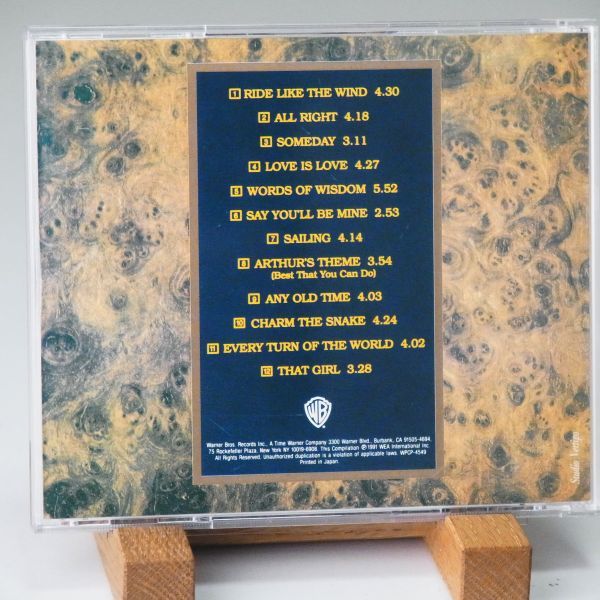 1 RIDE LIKE THE WIND 4.30
2 ALL RIGHT 4.18
3 SOMEDAY 3.11
4 LOVE IS LOVE 4.27
5 WORDS OF WISDOM 5.52
6 SAY YOU'LL BE MINE 2.53
7 SAILING 4.14
8 ARTHUR'S THEME 3.54
(Best That You Can Do)
9 ANY OLD TIME 4.03
10 CHARM THE SNAKE 4.24
11 EVERY TURN OF THE WORLD 4.02
12 THAT GIRL 3.28
WB
Warner Bros. Records Inc., A Time Warner Company 3300 Warner Blvd., Burbank, CA 91505-4694.
75 Rockefeller Plaza, New York NY 10019-6908. This Compilation ℗ 1991 WEA International Inc.
All Rights Reserved. Unauthorized duplication is a violation of applicable laws. WPCP-4549
Printed in Japan.
Studio Tempo